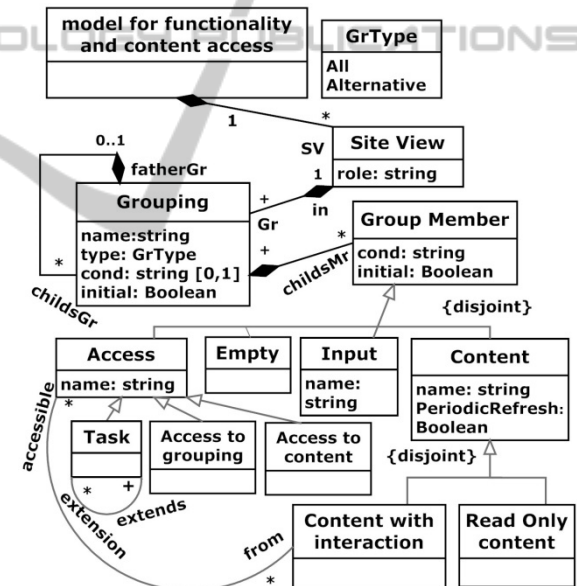 model for functionality
and content access
GrType
All
Alternative
1
*
SV
Site View
role: string
1
in
0..1
fatherGr
Grouping
name:string
type: GrType
cond: string [0,1]
initial: Boolean
+
Gr
+
*
childsMr
*
childsGr
Group Member
cond: string
initial: Boolean
{disjoint}
Access
name: string
Empty
Input
name:
string
Content
name: string
PeriodicRefresh:
Boolean
accessible
*
Task
Access to
grouping
Access to
content
{disjoint}
*
+
extends
extension
from
*
Content with
interaction
Read Only
content